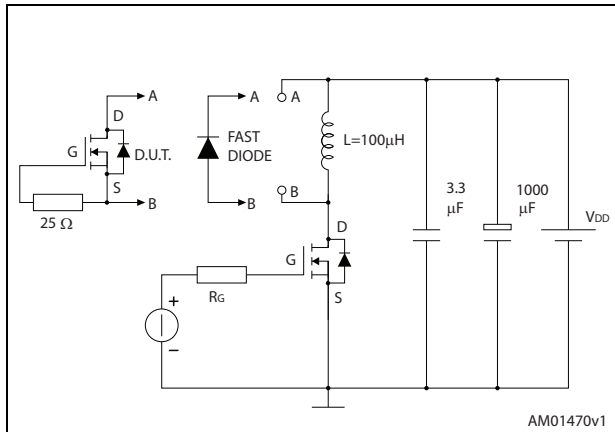 A
D
G
D.U.T.
S
B
25 Ω
A
FAST
DIODE
B
A
B
L=100μH
D
G
S
RG
+
–
3.3
μF
1000
μF
VDD
AM01470v1